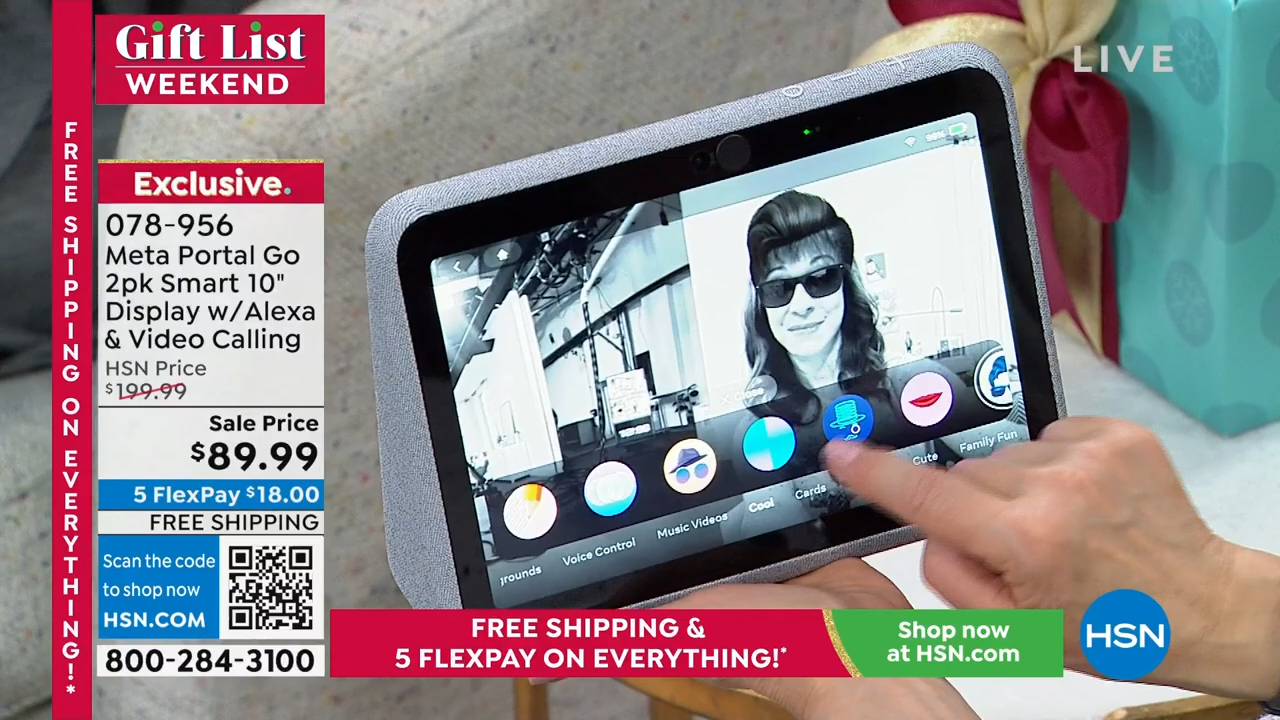 FREE SHIPPING ON EVERYTHING!*
Gift List
WEEKEND
Exclusive.
078-956
Meta Portal Go
2pk Smart 10"
Display w/Alexa
& Video Calling
HSN Price
$199.99
Sale Price
$89.99
5 FlexPay $18.00
FREE SHIPPING
Scan the code
to shop now
HSN.COM
800-284-3100
LIVE
rounds
Voice Control
Music Videos
Cool
Cards
Cute
Family Fun
FREE SHIPPING &
5 FLEXPAY ON EVERYTHING!*
Shop now
at HSN.com
HSN